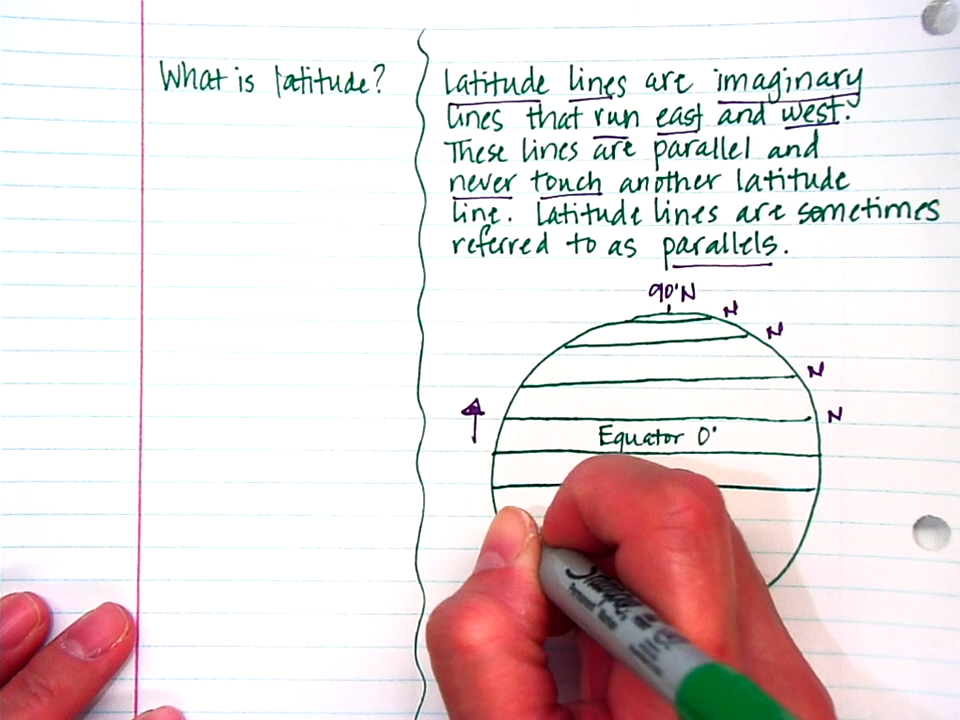 What is latitude?
Latitude lines are imaginary
lines that run east and west.
These lines are parallel and
never touch another latitude
line. Latitude lines are sometimes
referred to as parallels.
90°N
N
N
N
N
Equator 0°
Sharpie